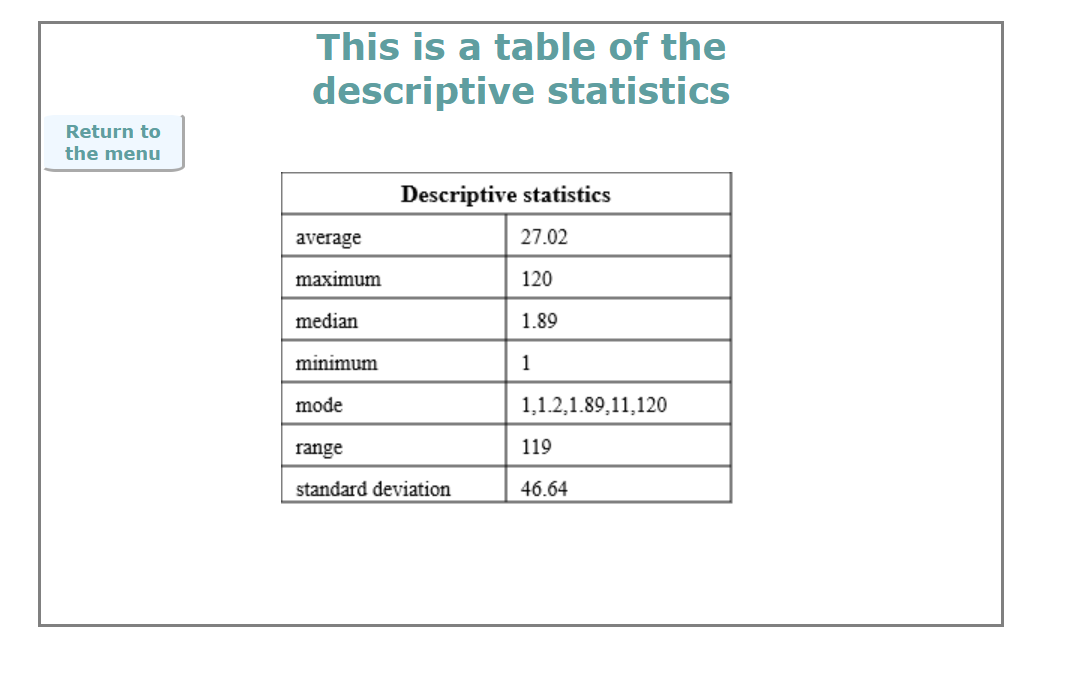 This is a table of the
descriptive statistics
Return to
the menu
Descriptive statistics
average 27.02
maximum 120
median 1.89
minimum 1
mode 1,1.2,1.89,11,120
range 119
standard deviation 46.64